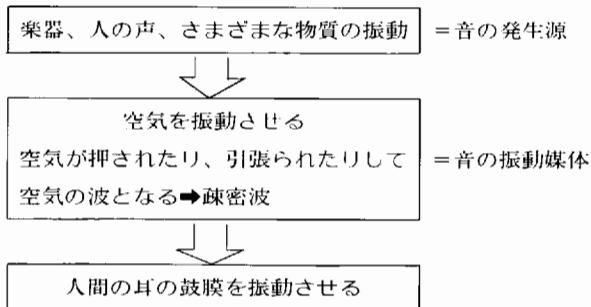 楽器、人の声、さまざまな物質の振動 =音の発生源
空気を振動させる
空気が押されたり、引張られたりして =音の振動媒体
空気の波となる➡疎密波
人間の耳の鼓膜を振動させる